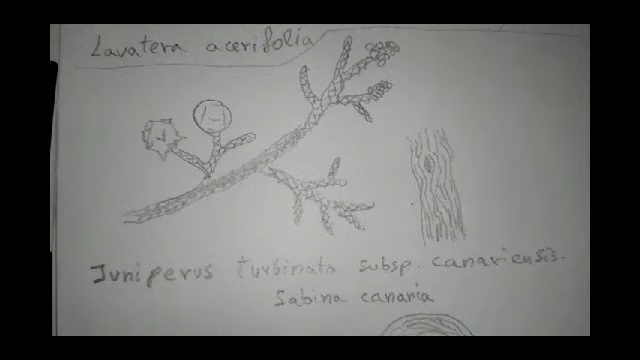 Lavatera acerifolia
Juniperus turbinata subsp. canariensis.
Sabina canaria